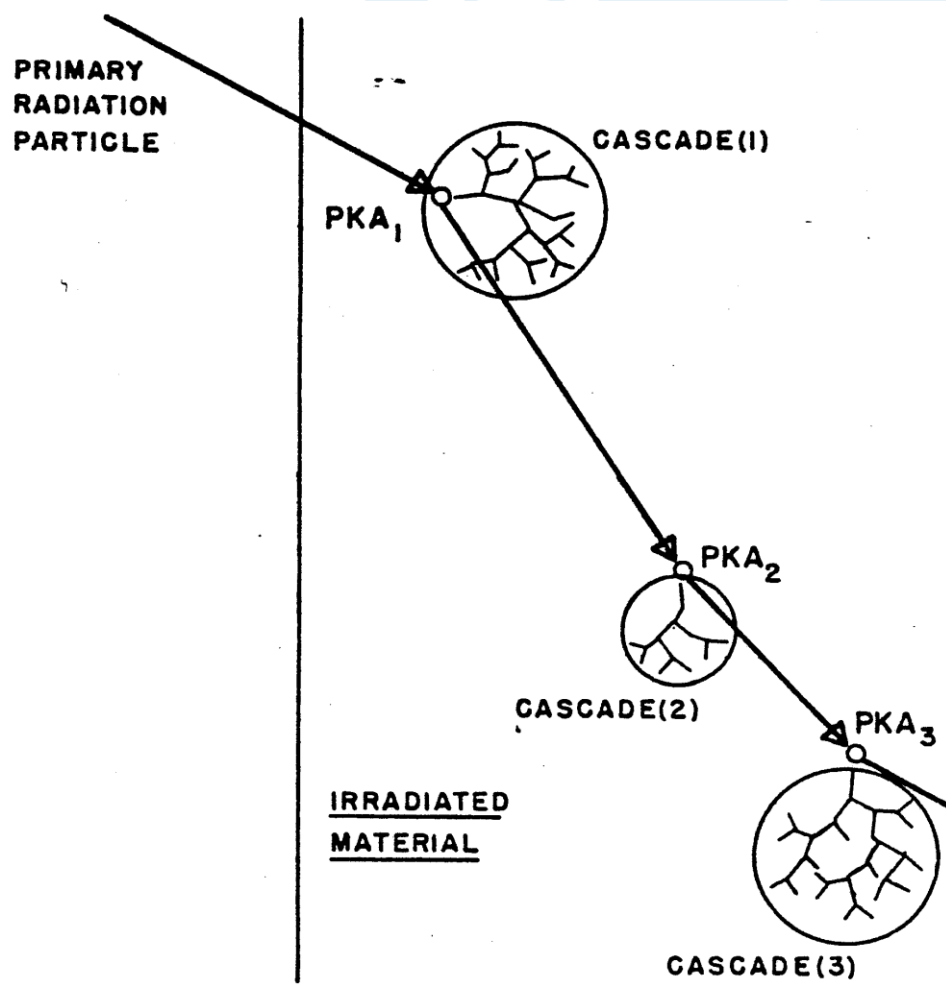 PRIMARY
RADIATION
PARTICLE
CASCADE(1)
PKA₁
PKA₂
CASCADE(2)
PKA₃
IRRADIATED
MATERIAL
CASCADE(3)